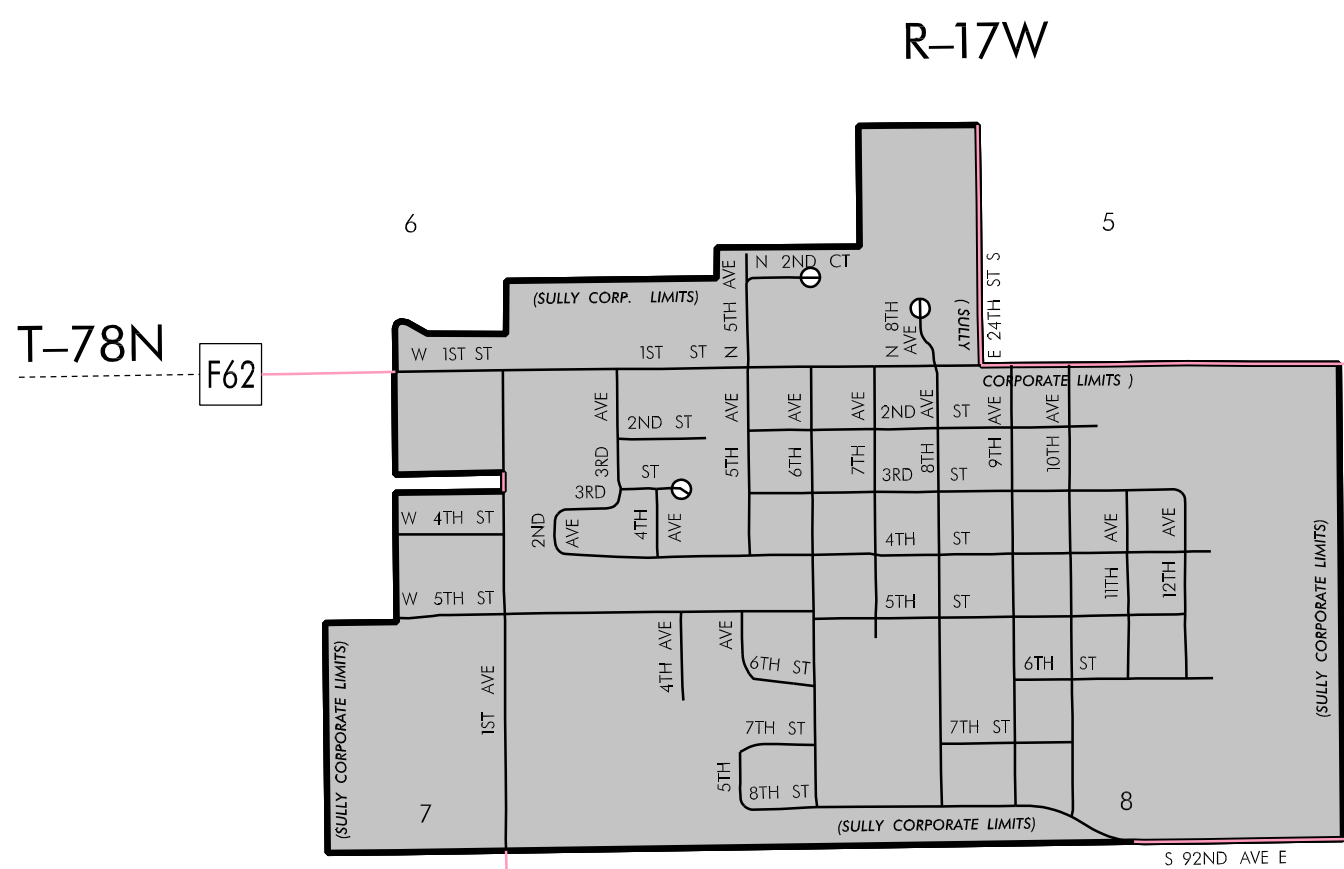 R–17W
6
5
N 2ND CT
(SULLY CORP. LIMITS)
N 5TH AVE
E 24TH ST S
N 8TH
AVE
(SULLY
T–78N
F62
W 1ST ST
1ST ST
CORPORATE LIMITS )
AVE
3RD
2ND ST
5TH AVE
6TH AVE
7TH AVE
2ND ST
8TH AVE
9TH AVE
10TH AVE
ST
3RD
3RD ST
W 4TH ST
2ND
AVE
4TH
AVE
4TH ST
11TH AVE
12TH AVE
W 5TH ST
5TH ST
(SULLY CORPORATE LIMITS)
4TH AVE
AVE
6TH ST
6TH ST
1ST AVE
(SULLY CORPORATE LIMITS)
7TH ST
7TH ST
5TH
8TH ST
7
8
(SULLY CORPORATE LIMITS)
S 92ND AVE E